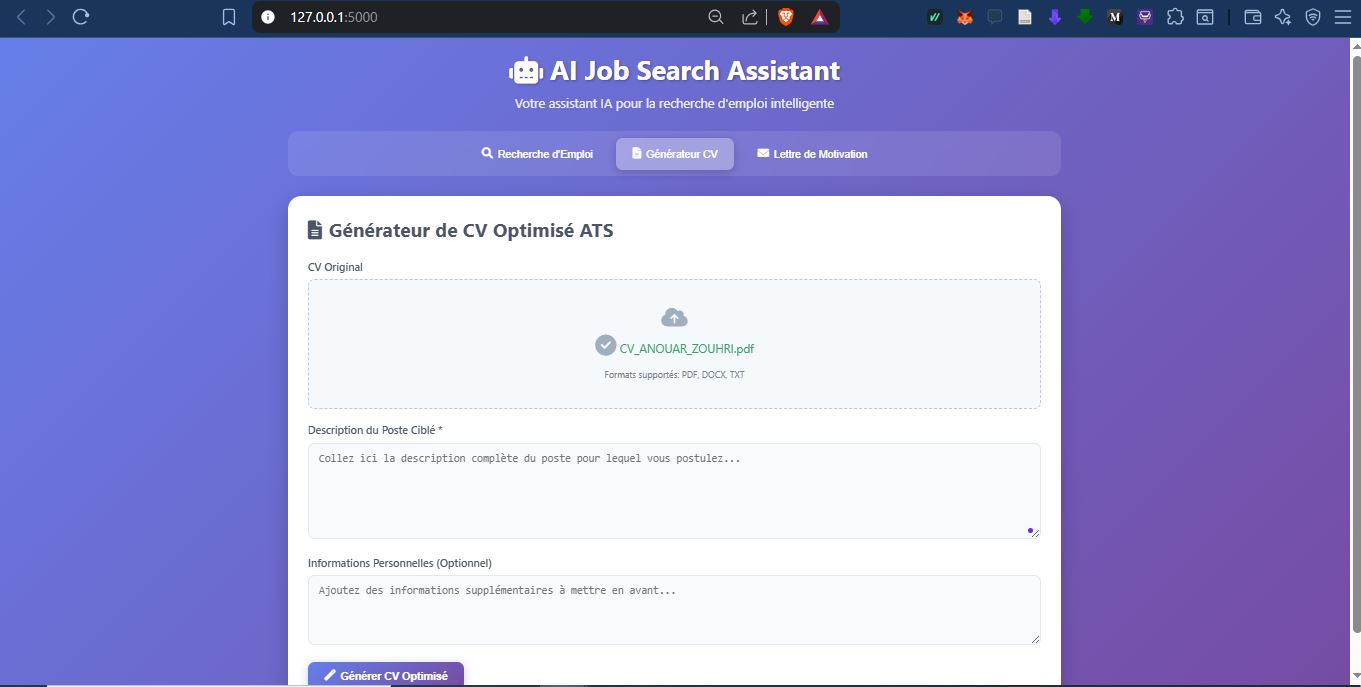 127.0.0.1:5000
M
AI Job Search Assistant
Votre assistant IA pour la recherche d'emploi intelligente
Recherche d'Emploi
Générateur CV
Lettre de Motivation
Générateur de CV Optimisé ATS
CV Original
CV_ANOUAR_ZOUHRI.pdf
Formats supportés: PDF, DOCX, TXT
Description du Poste Ciblé *
Collez ici la description complète du poste pour lequel vous postulez...
Informations Personnelles (Optionnel)
Ajoutez des informations supplémentaires à mettre en avant...
Générer CV Optimisé